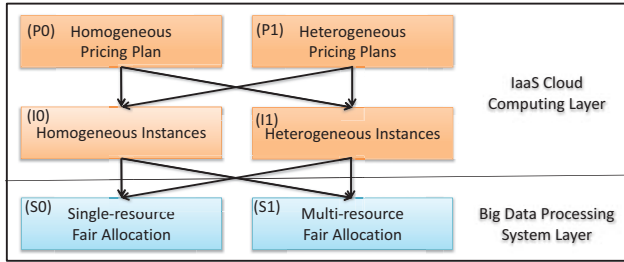 (P0) Homogeneous
Pricing Plan
(P1) Heterogeneous
Pricing Plans
IaaS Cloud
Computing Layer
(I0)
Homogeneous Instances
(I1)
Heterogeneous Instances
(S0) Single-resource
Fair Allocation
(S1) Multi-resource
Fair Allocation
Big Data Processing
System Layer